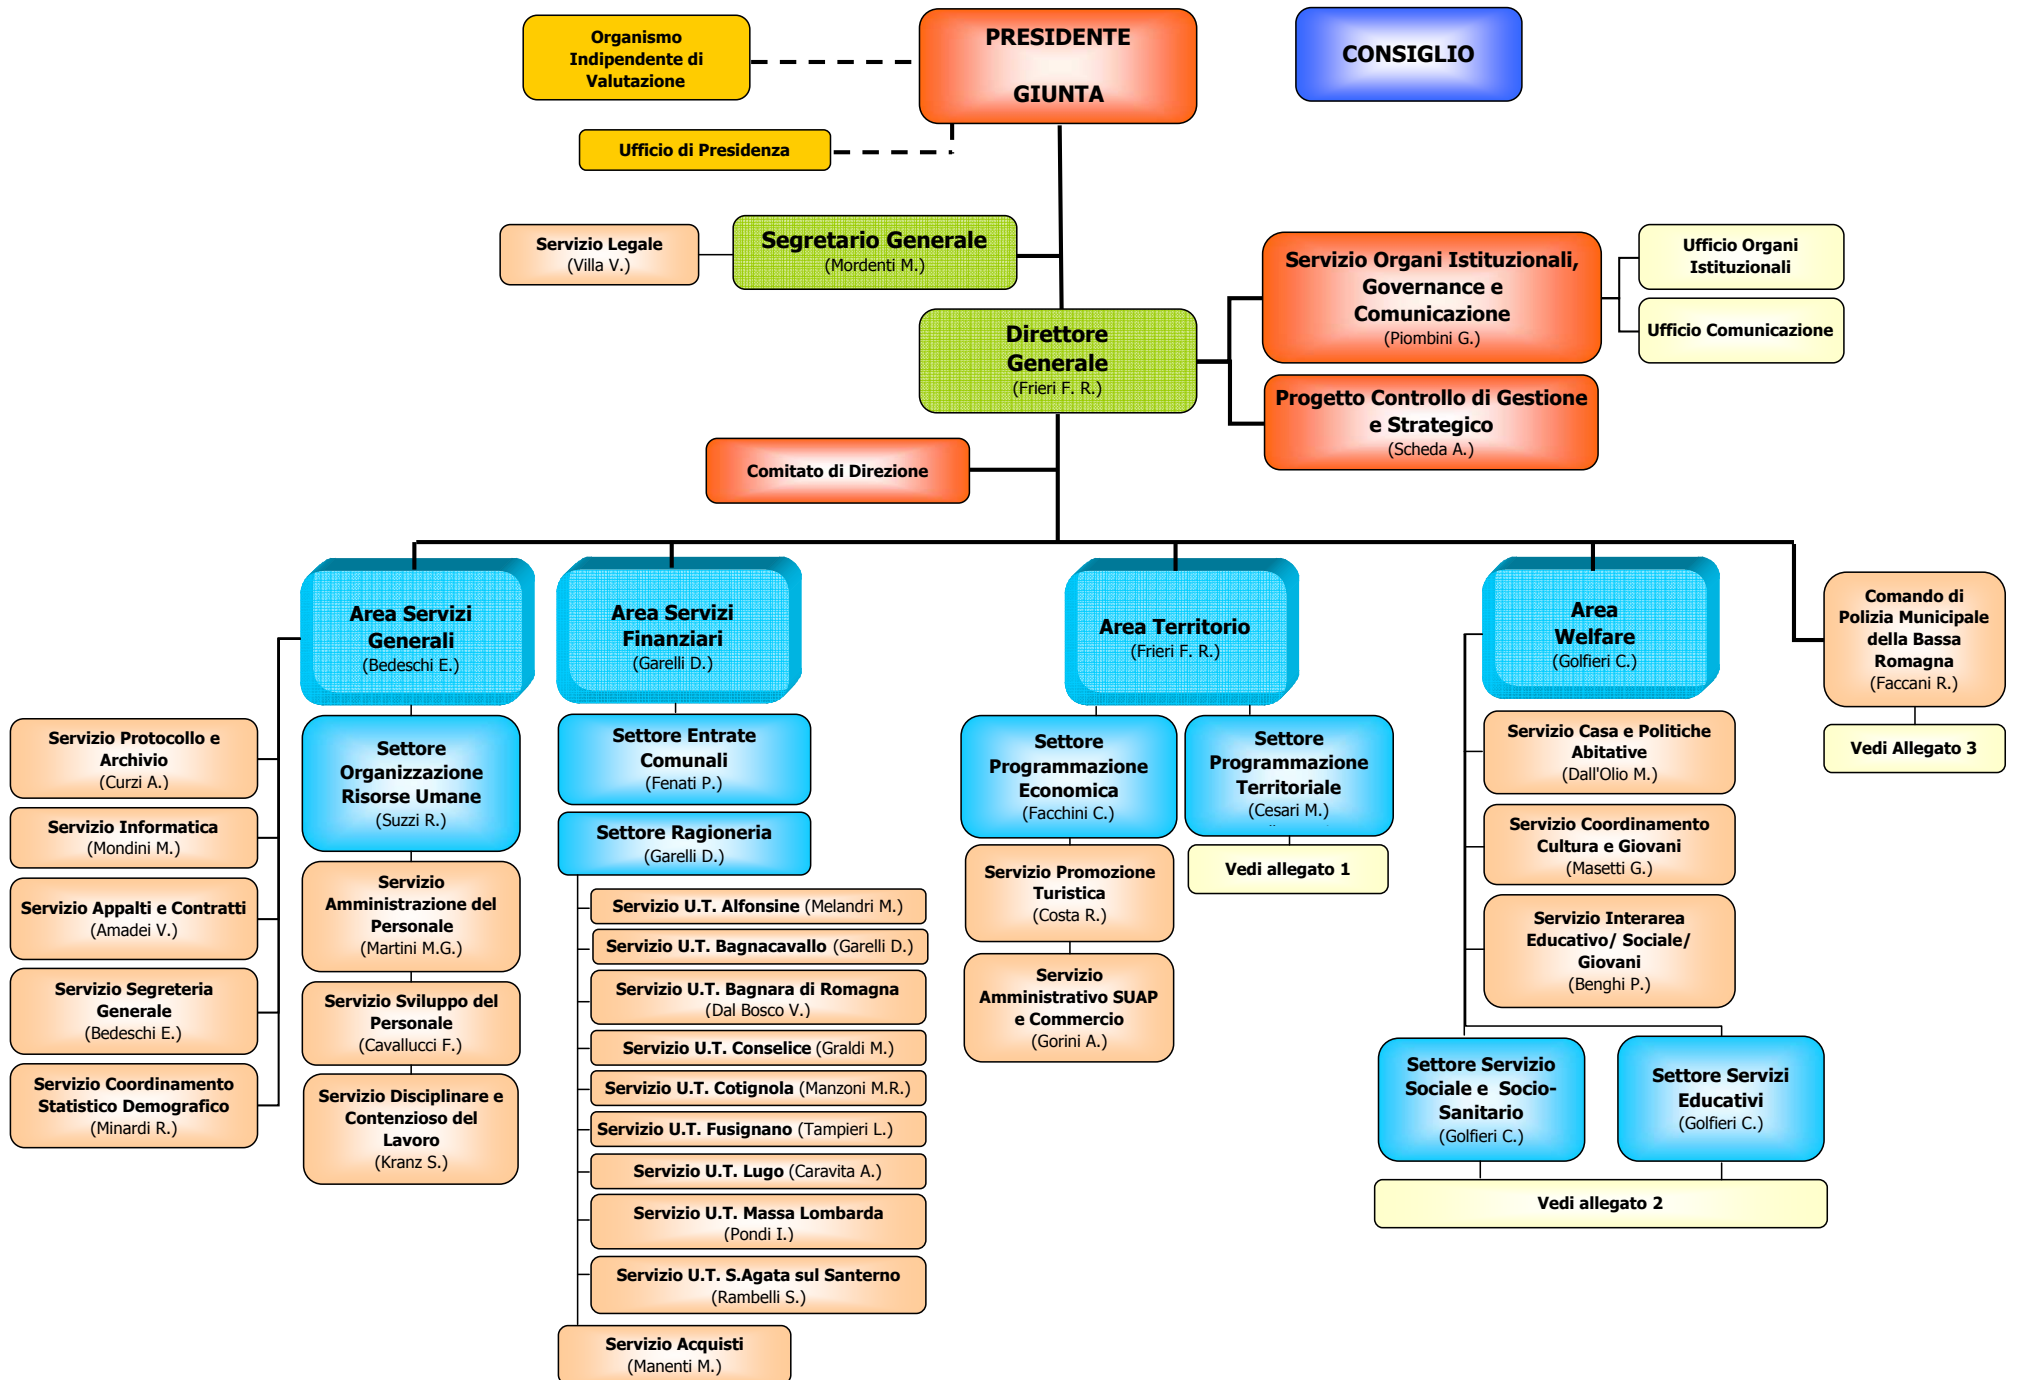 Organismo
Indipendente di
Valutazione
PRESIDENTE
GIUNTA
CONSIGLIO
Ufficio di Presidenza
Servizio Legale
(Villa V.)
Segretario Generale
(Mordenti M.)
Servizio Organi Istituzionali,
Governance e
Comunicazione
(Piombini G.)
Ufficio Organi
Istituzionali
Ufficio Comunicazione
Direttore
Generale
(Frieri F. R.)
Progetto Controllo di Gestione
e Strategico
(Scheda A.)
Comitato di Direzione
Area Servizi
Generali
(Bedeschi E.)
Area Servizi
Finanziari
(Garelli D.)
Area Territorio
(Frieri F. R.)
Area
Welfare
(Golfieri C.)
Comando di
Polizia Municipale
della Bassa
Romagna
(Faccani R.)
Vedi Allegato 3
Servizio Protocollo e
Archivio
(Curzi A.)
Servizio Informatica
(Mondini M.)
Servizio Appalti e Contratti
(Amadei V.)
Servizio Segreteria
Generale
(Bedeschi E.)
Servizio Coordinamento
Statistico Demografico
(Minardi R.)
Settore
Organizzazione
Risorse Umane
(Suzzi R.)
Servizio
Amministrazione del
Personale
(Martini M.G.)
Servizio Sviluppo del
Personale
(Cavallucci F.)
Servizio Disciplinare e
Contenzioso del
Lavoro
(Kranz S.)
Settore Entrate
Comunali
(Fenati P.)
Settore Ragioneria
(Garelli D.)
Servizio U.T. Alfonsine (Melandri M.)
Servizio U.T. Bagnacavallo (Garelli D.)
Servizio U.T. Bagnara di Romagna
(Dal Bosco V.)
Servizio U.T. Conselice (Graldi M.)
Servizio U.T. Cotignola (Manzoni M.R.)
Servizio U.T. Fusignano (Tampieri L.)
Servizio U.T. Lugo (Caravita A.)
Servizio U.T. Massa Lombarda
(Pondi I.)
Servizio U.T. S.Agata sul Santerno
(Rambelli S.)
Servizio Acquisti
(Manenti M.)
Settore
Programmazione
Economica
(Facchini C.)
Servizio Promozione
Turistica
(Costa R.)
Servizio
Amministrativo SUAP
e Commercio
(Gorini A.)
Settore
Programmazione
Territoriale
(Cesari M.)
Vedi allegato 1
Servizio Casa e Politiche
Abitative
(Dall'Olio M.)
Servizio Coordinamento
Cultura e Giovani
(Masetti G.)
Servizio Interarea
Educativo/ Sociale/
Giovani
(Benghi P.)
Settore Servizio
Sociale e Socio-
Sanitario
(Golfieri C.)
Settore Servizi
Educativi
(Golfieri C.)
Vedi allegato 2